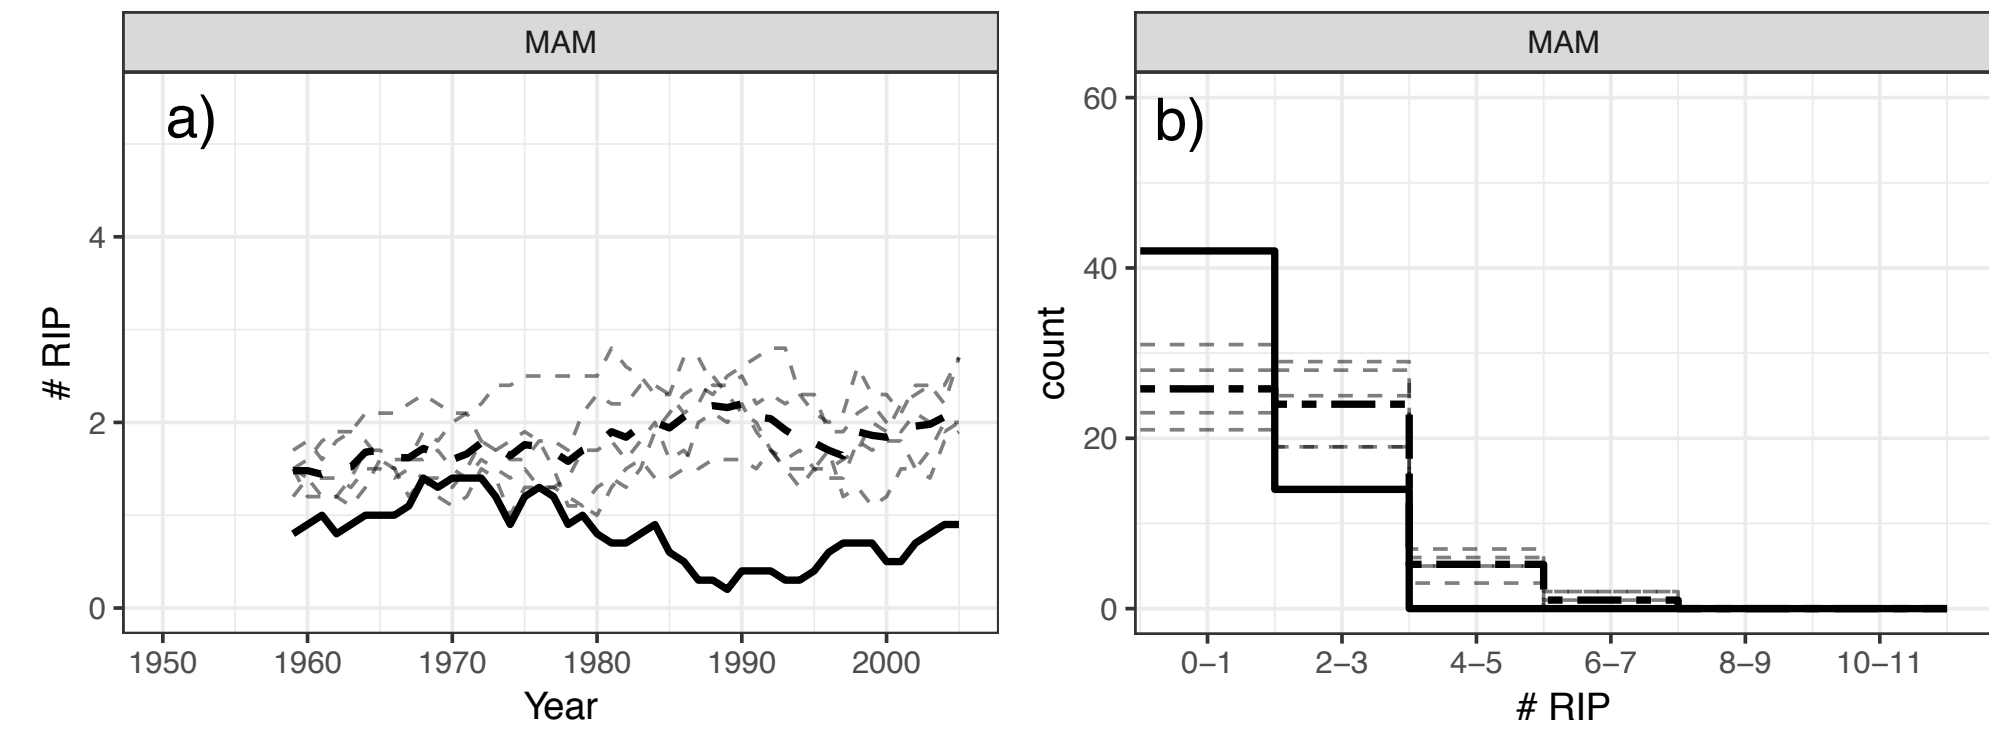 MAM
a)
# RIP
4
2
0
1950 1960 1970 1980 1990 2000
Year
MAM
b)
count
60
40
20
0
0–1 2–3 4–5 6–7 8–9 10–11
# RIP